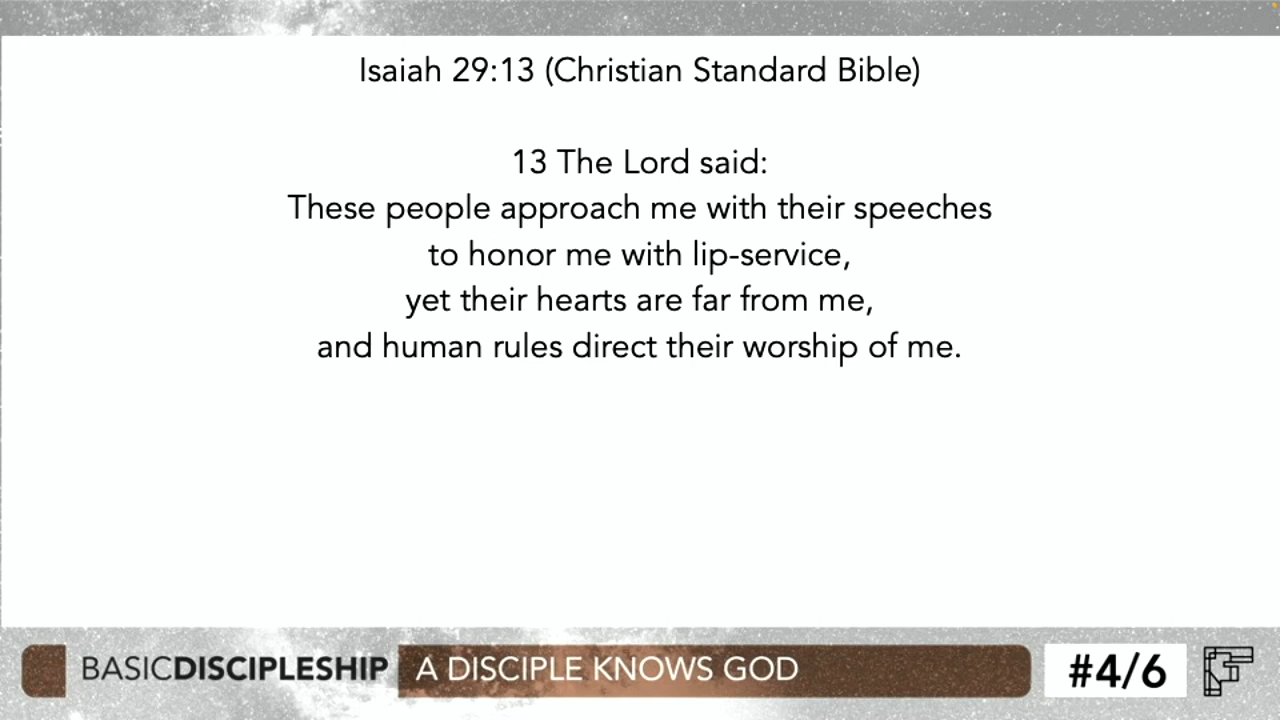 Isaiah 29:13 (Christian Standard Bible)
13 The Lord said:
These people approach me with their speeches
to honor me with lip-service,
yet their hearts are far from me,
and human rules direct their worship of me.
BASICDISCIPLESHIP A DISCIPLE KNOWS GOD #4/6